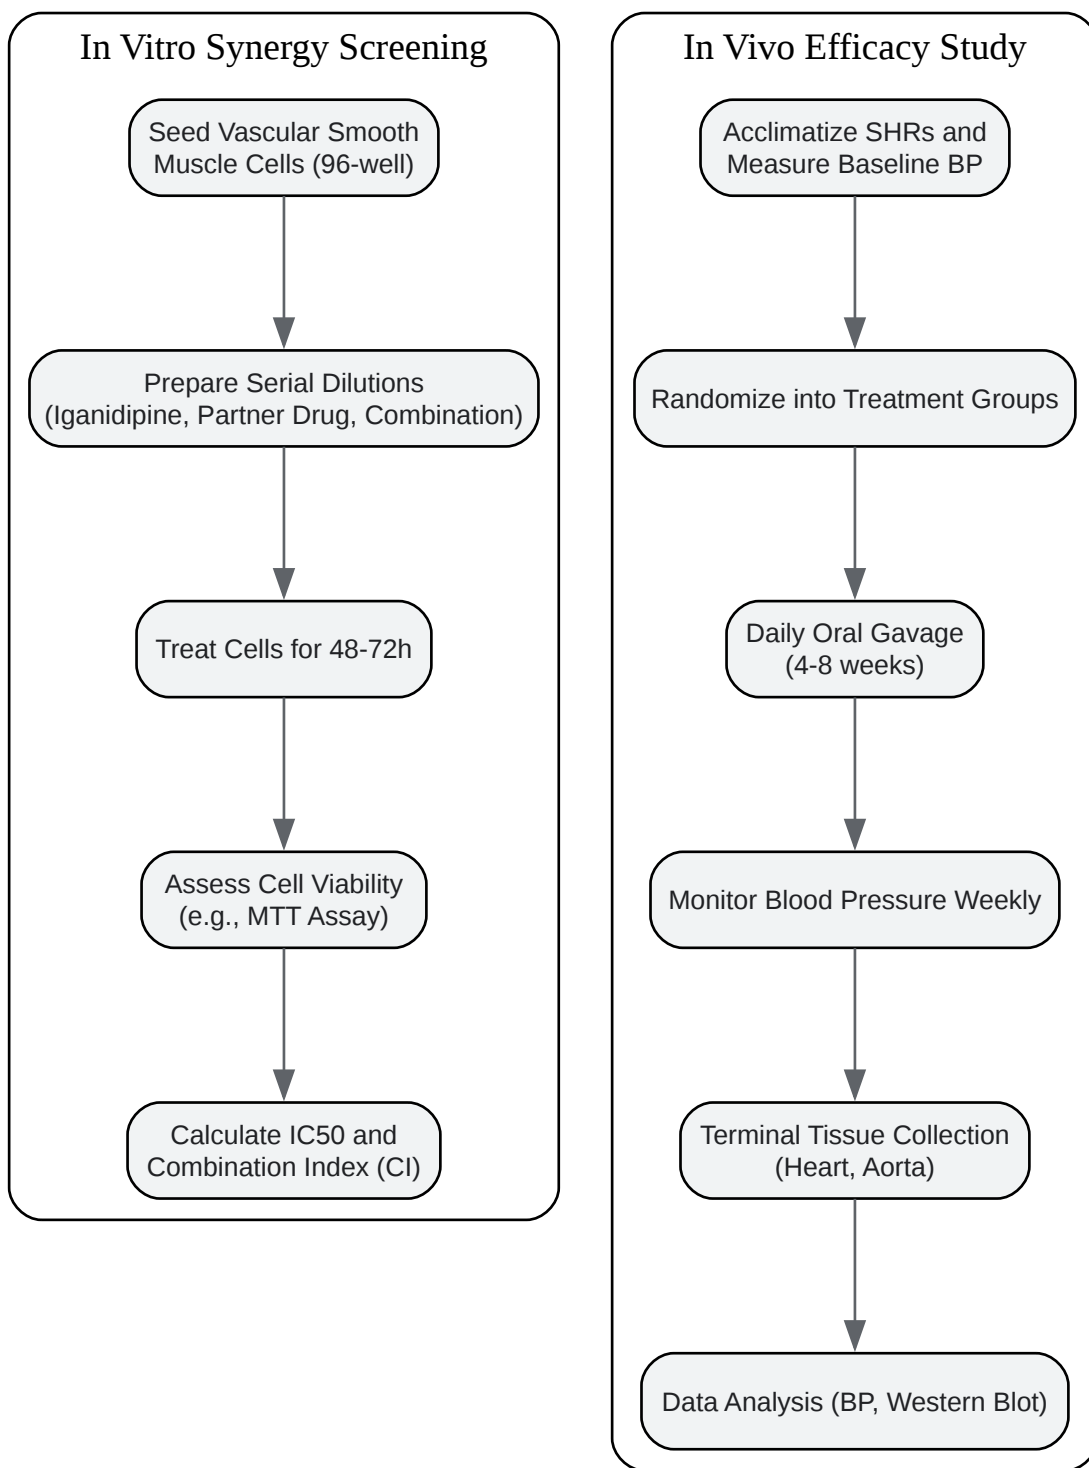 In Vitro Synergy Screening
Seed Vascular Smooth
Muscle Cells (96-well)
Prepare Serial Dilutions
(Iganidipine, Partner Drug, Combination)
Treat Cells for 48-72h
Assess Cell Viability
(e.g., MTT Assay)
Calculate IC50 and
Combination Index (CI)
In Vivo Efficacy Study
Acclimatize SHRs and
Measure Baseline BP
Randomize into Treatment Groups
Daily Oral Gavage
(4-8 weeks)
Monitor Blood Pressure Weekly
Terminal Tissue Collection
(Heart, Aorta)
Data Analysis (BP, Western Blot)